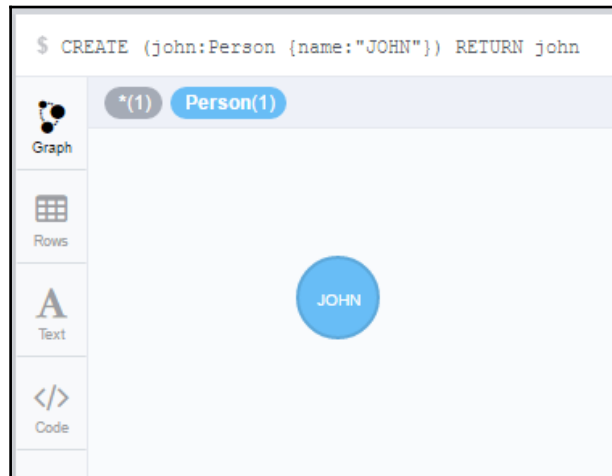 $ CREATE (john:Person {name:"JOHN"}) RETURN john
*(1) Person(1)
Graph
Rows
JOHN
A
Text
</>
Code